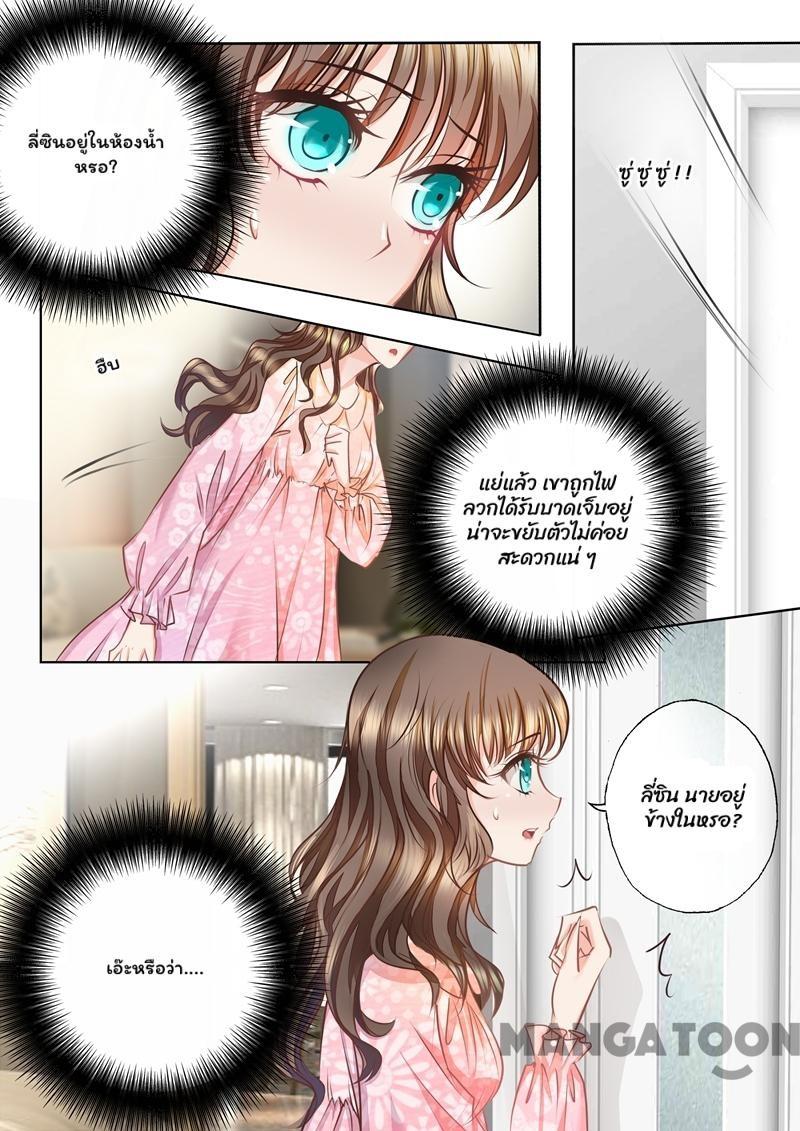 ลี่ซินอยู่ในห้องน้ำ
หรอ?
ซู่ ซู่ ซู่ !!
ฮืบ
แย่แล้ว เขาถูกไฟ
ลวกได้รับบาดเจ็บอยู่
น่าจะขยับตัวไม่ค่อย
สะดวกแน่ ๆ
ลี่ซิน นายอยู่
ข้างในหรอ?
เอ๊ะหรือว่า....
MANGATOON